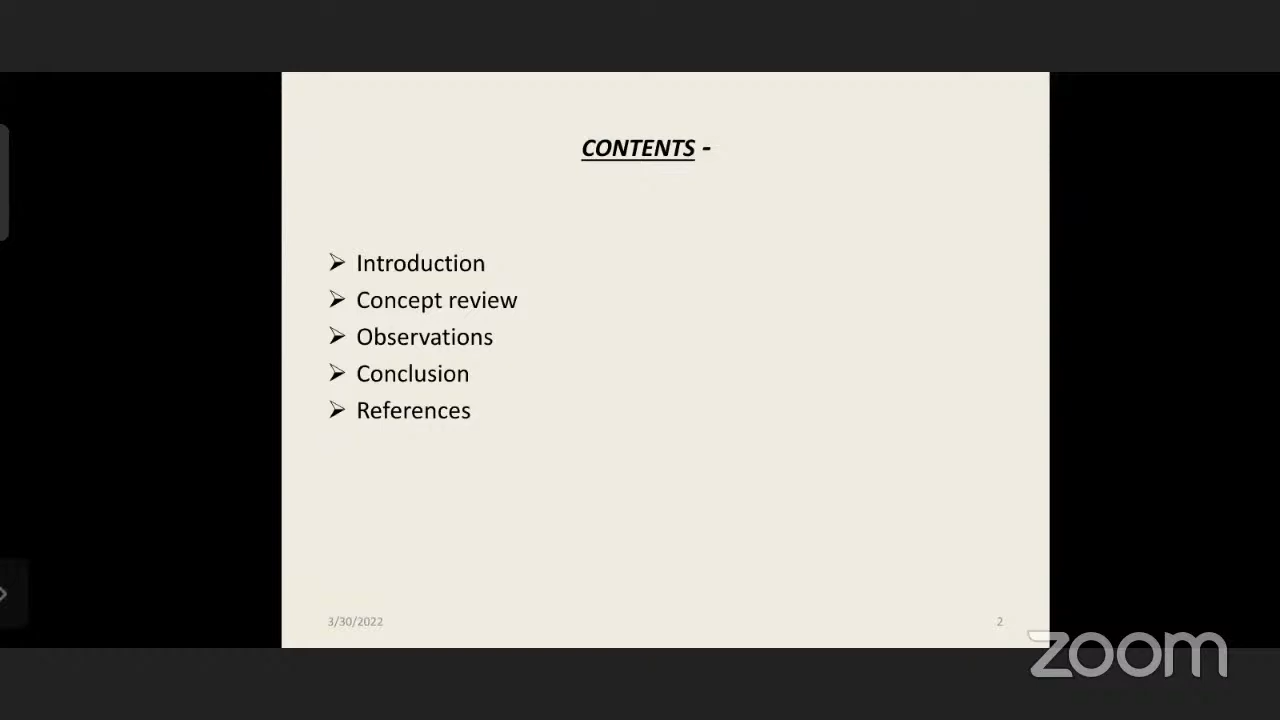 CONTENTS -
Introduction
Concept review
Observations
Conclusion
References
3/30/2022
2
zoom